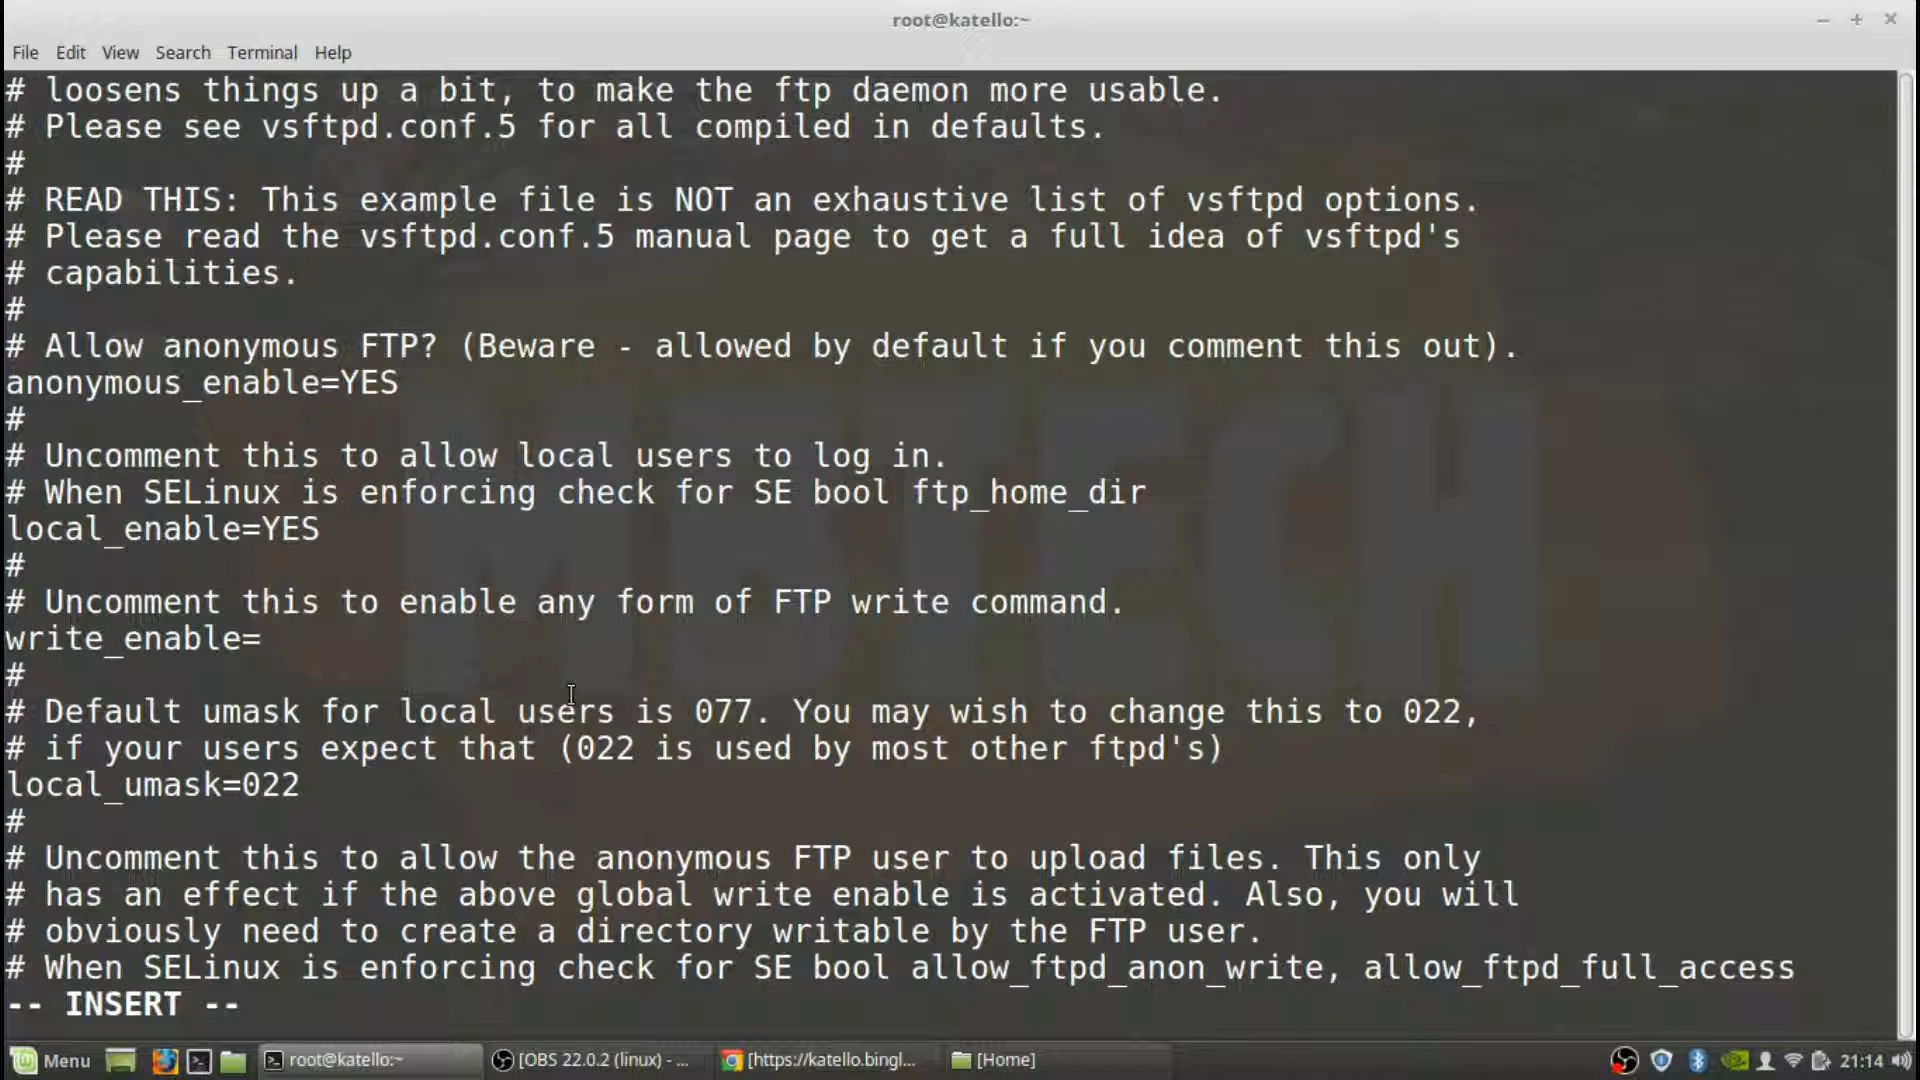 root@katello:~
File Edit View Search Terminal Help
# loosens things up a bit, to make the ftp daemon more usable.
# Please see vsftpd.conf.5 for all compiled in defaults.
#
# READ THIS: This example file is NOT an exhaustive list of vsftpd options.
# Please read the vsftpd.conf.5 manual page to get a full idea of vsftpd's
# capabilities.
#
# Allow anonymous FTP? (Beware - allowed by default if you comment this out).
anonymous_enable=YES
#
# Uncomment this to allow local users to log in.
# When SELinux is enforcing check for SE bool ftp_home_dir
local_enable=YES
#
# Uncomment this to enable any form of FTP write command.
write_enable=
#
# Default umask for local users is 077. You may wish to change this to 022,
# if your users expect that (022 is used by most other ftpd's)
local_umask=022
#
# Uncomment this to allow the anonymous FTP user to upload files. This only
# has an effect if the above global write enable is activated. Also, you will
# obviously need to create a directory writable by the FTP user.
# When SELinux is enforcing check for SE bool allow_ftpd_anon_write, allow_ftpd_full_access
-- INSERT --
MBTECH
Menu root@katello:~ [OBS 22.0.2 (linux) - ... [https://katello.bingl... [Home] 21:14